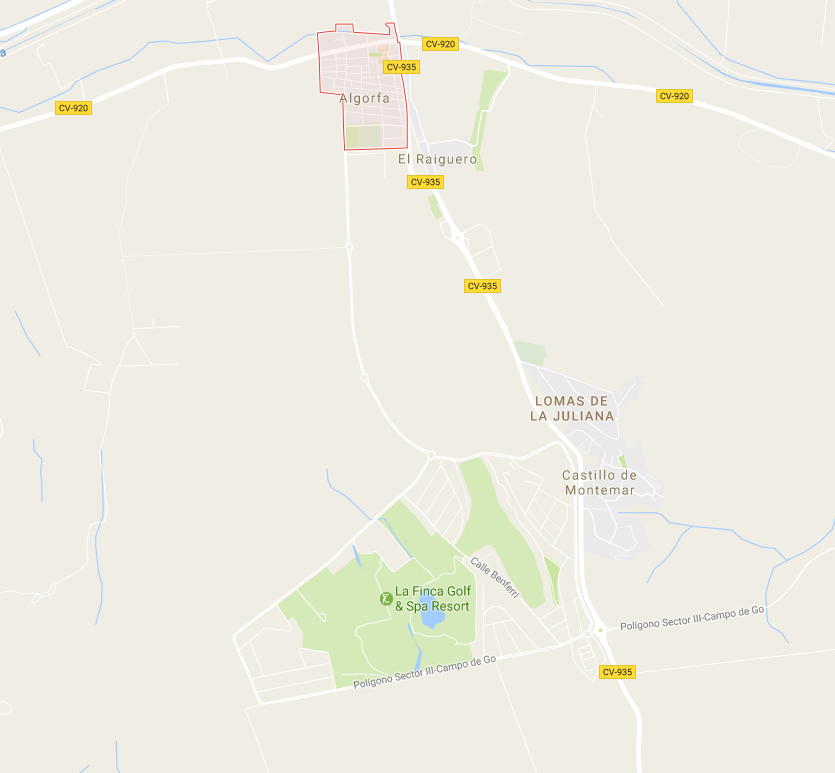 CV-920
CV-935
CV-920
CV-920
Algorfa
El Raiguero
CV-935
CV-935
LOMAS DE
LA JULIANA
Castillo de
Montemar
Calle Benferri
La Finca Golf
& Spa Resort
Polígono Sector III-Campo de Go
Polígono Sector III-Campo de Go
CV-935